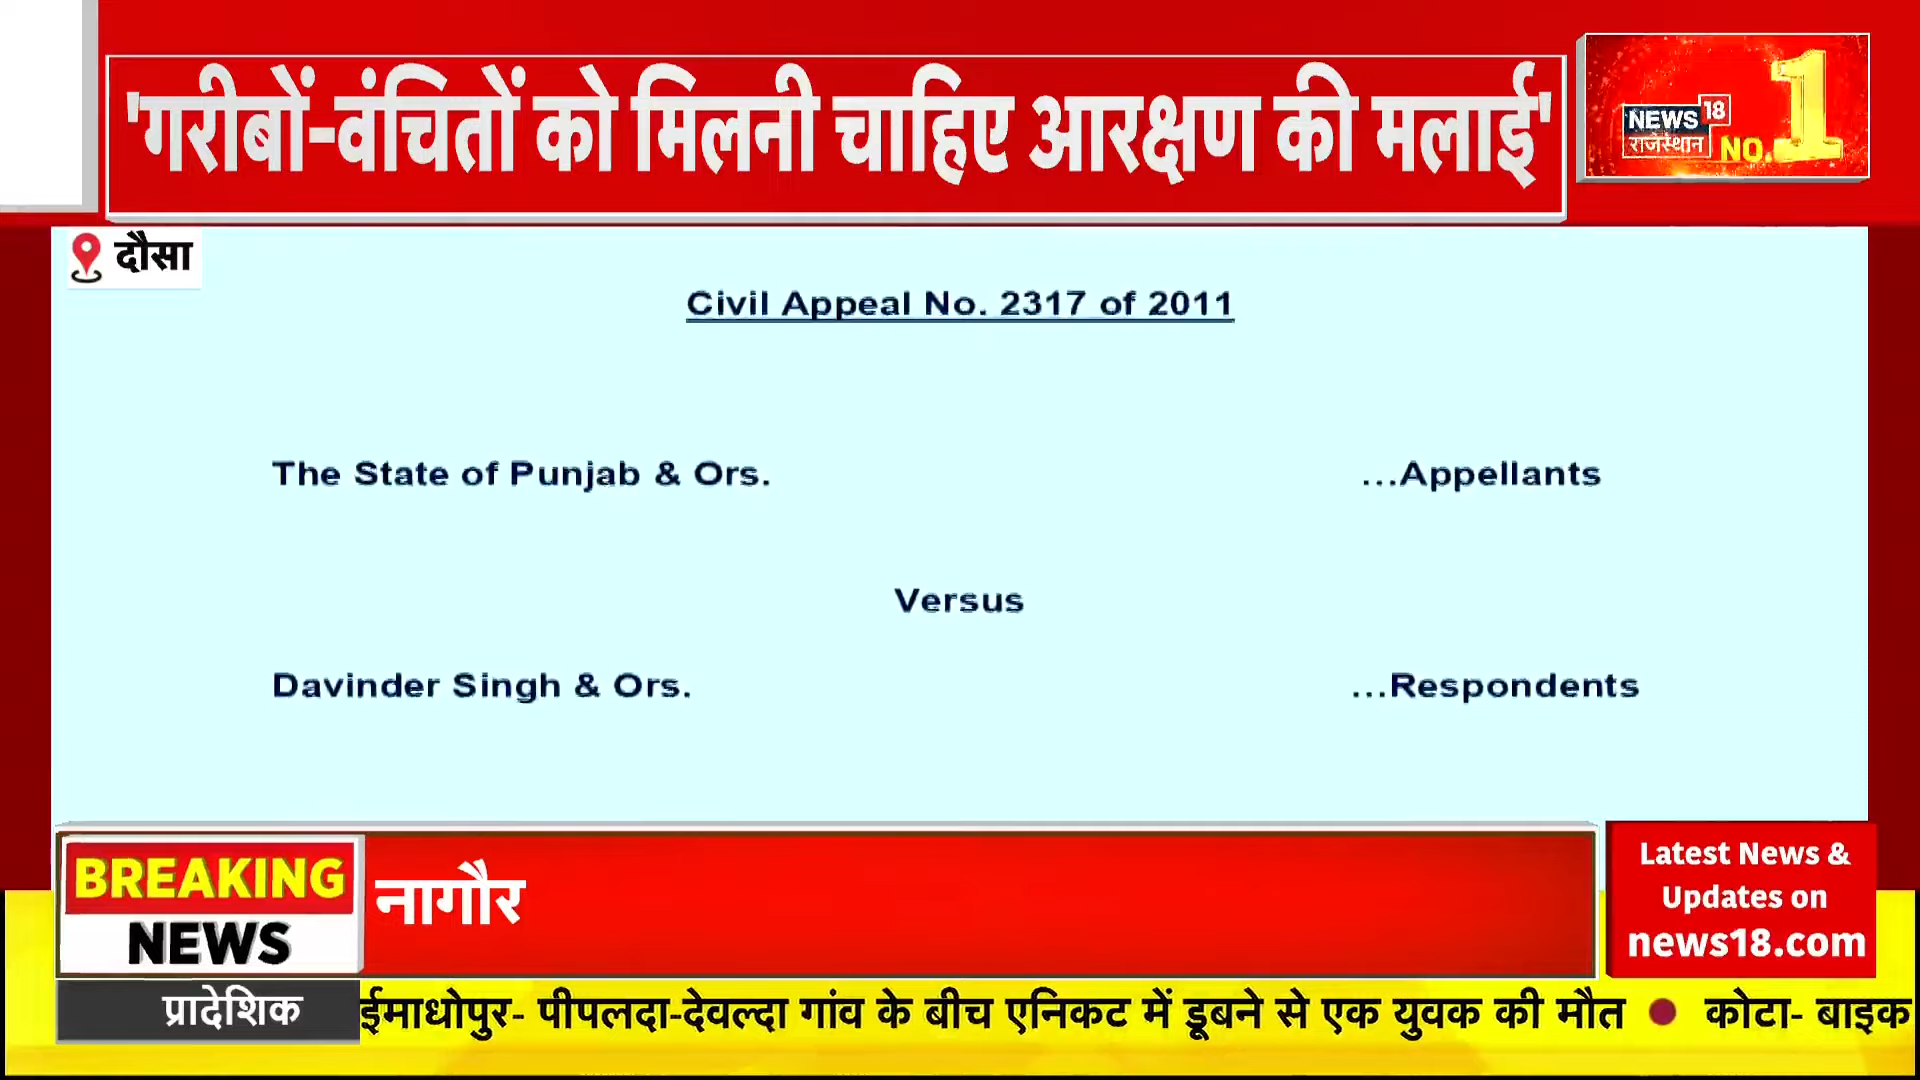 'गरीबों-वंचितों को मिलनी चाहिए आरक्षण की मलाई'
NEWS 18
राजस्थान
NO.1
दौसा
Civil Appeal No. 2317 of 2011
The State of Punjab & Ors. ...Appellants
Versus
Davinder Singh & Ors. ...Respondents
BREAKING
NEWS
नागौर
Latest News &
Updates on
news18.com
प्रादेशिक
ईमाधोपुर- पीपलदा-देवल्दा गांव के बीच एनिकट में डूबने से एक युवक की मौत ● कोटा- बाइक